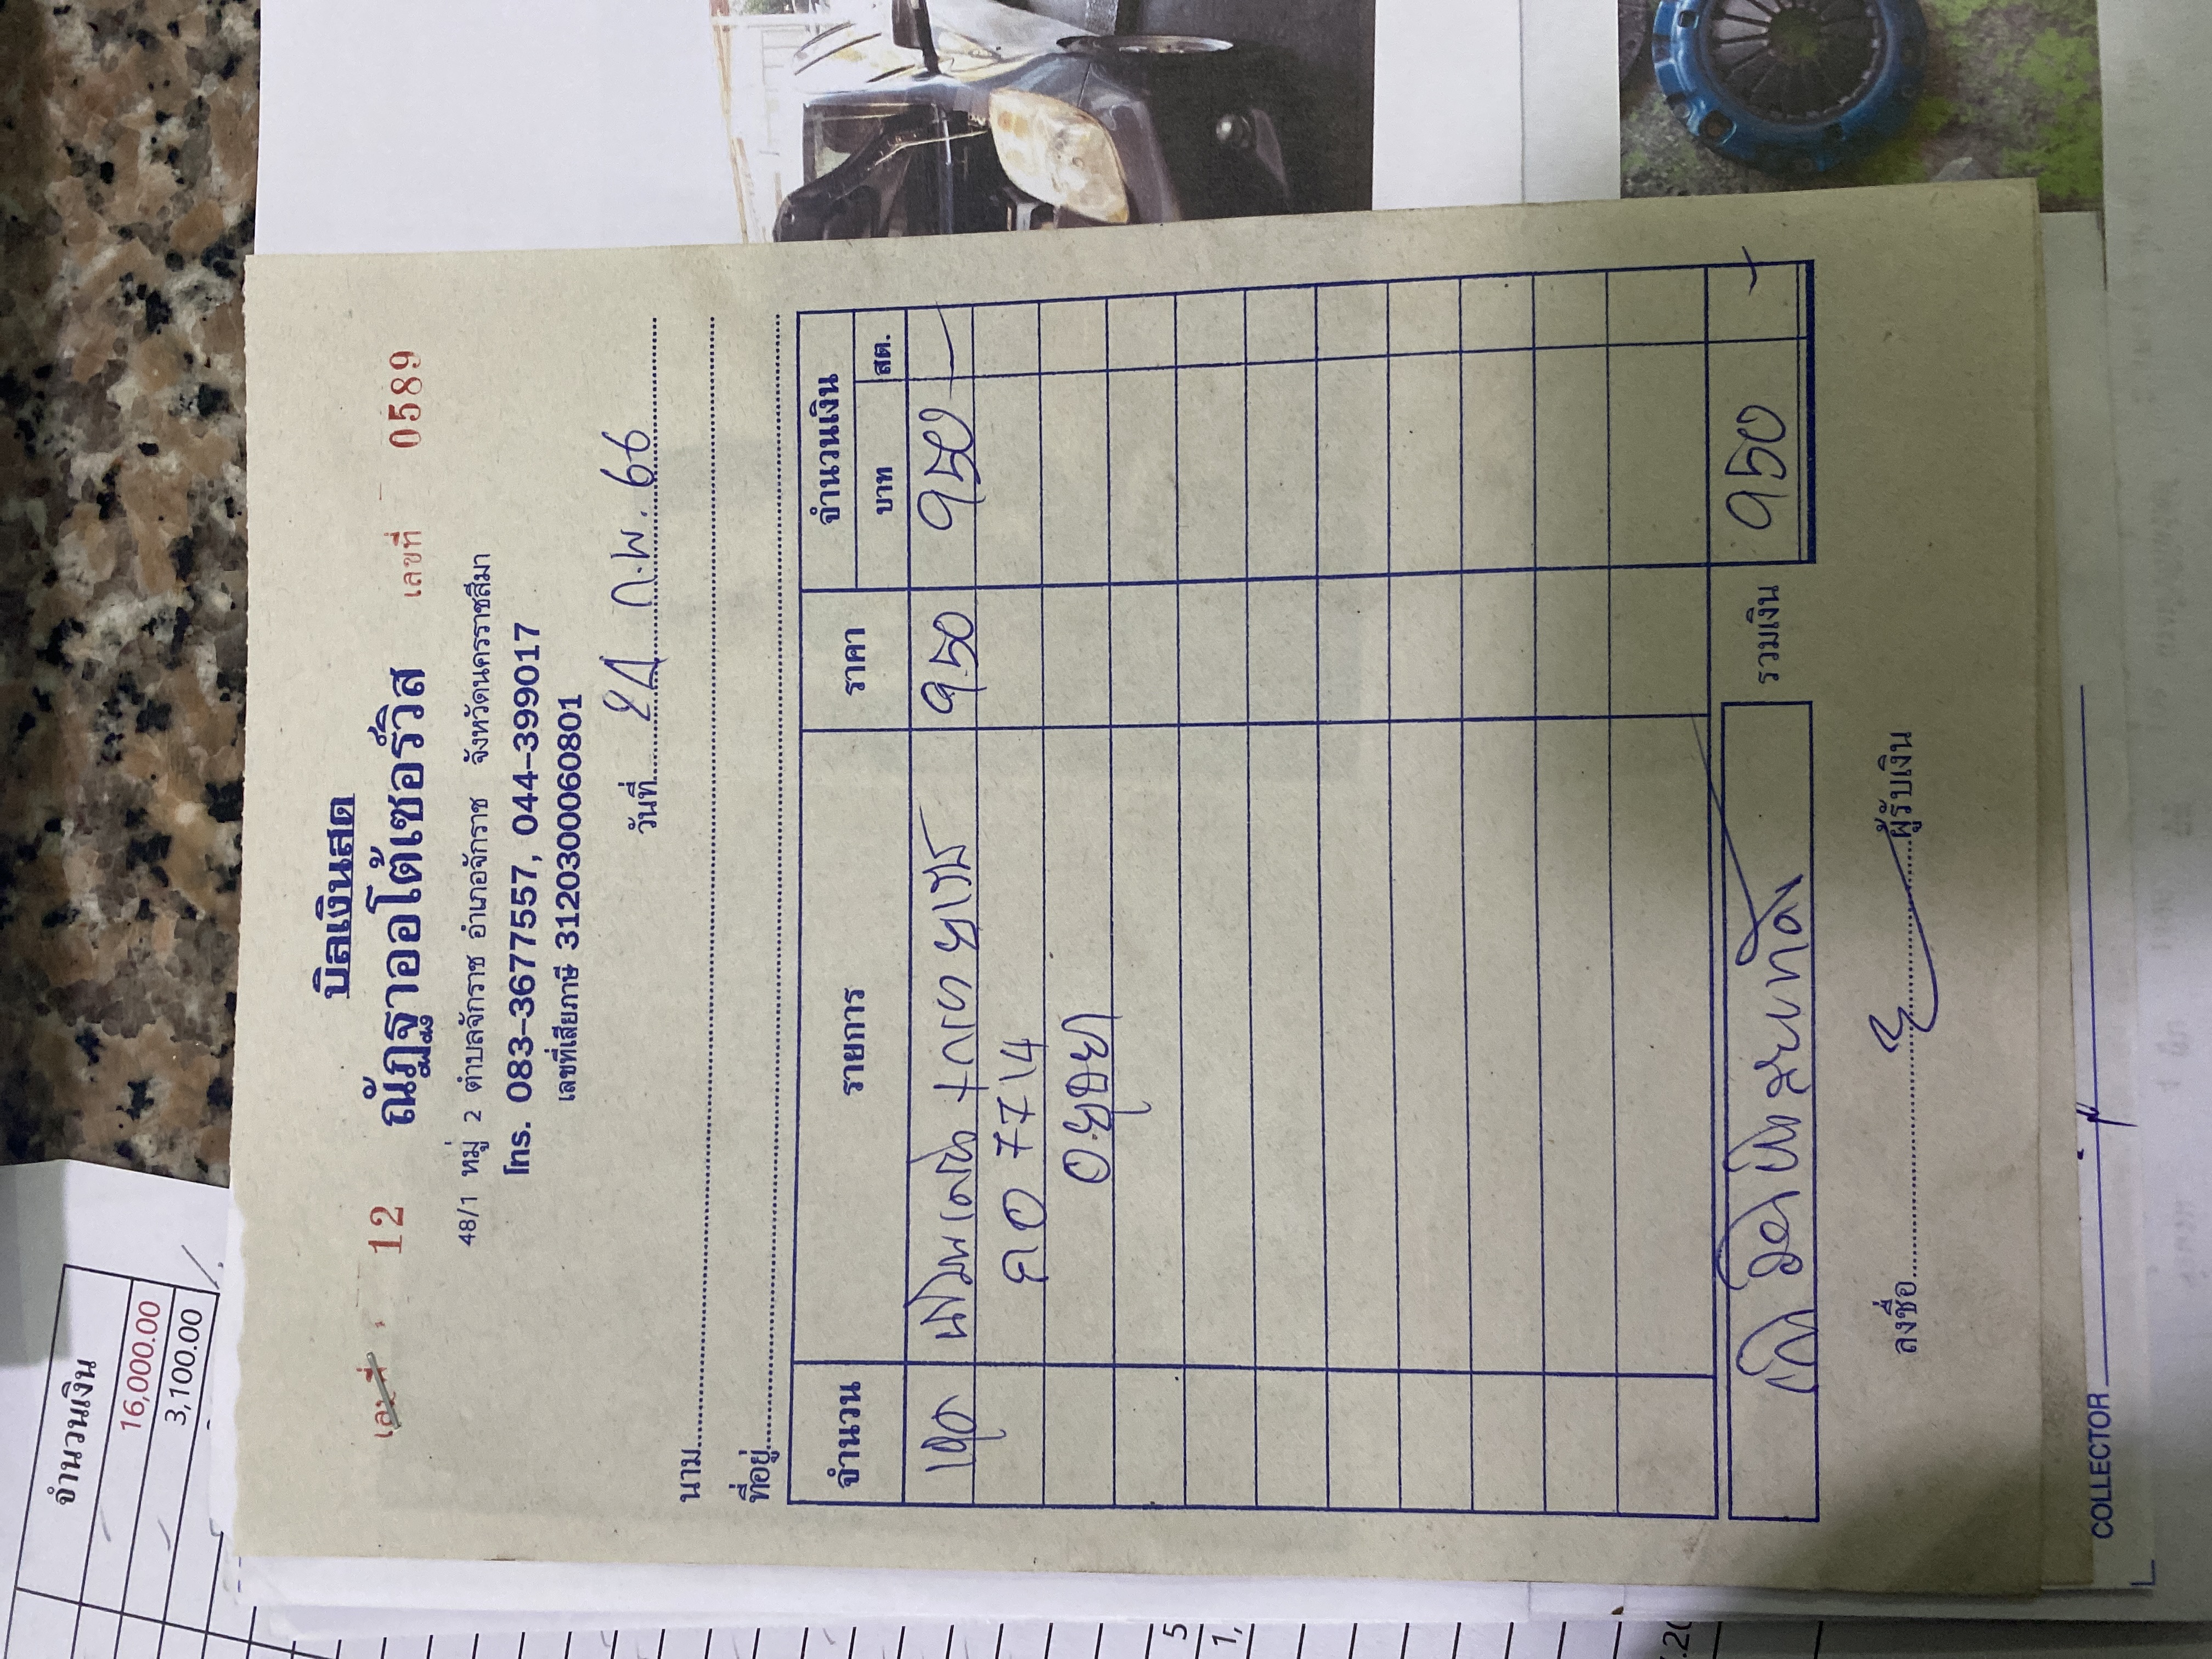 บิลเงินสด
เล่มที่ 12
ณัฏฐาออโต้เซอร์วิส
เลขที่ 0589
48/1 หมู่ 2 ตำบลจักราช อำเภอจักราช จังหวัดนครราชสีมา
โทร. 083-3677557, 044-399017
เลขที่เสียภาษี 3120300060801
วันที่ 21 ก.พ. 66
นาม
ที่อยู่
จำนวน รายการ ราคา จำนวนเงิน
บาท สต.
950 950 -
7714
อยุธยา
รวมเงิน 950 -
ลงชื่อ ผู้รับเงิน
COLLECTOR
จำนวนเงิน
16,000.00
3,100.00